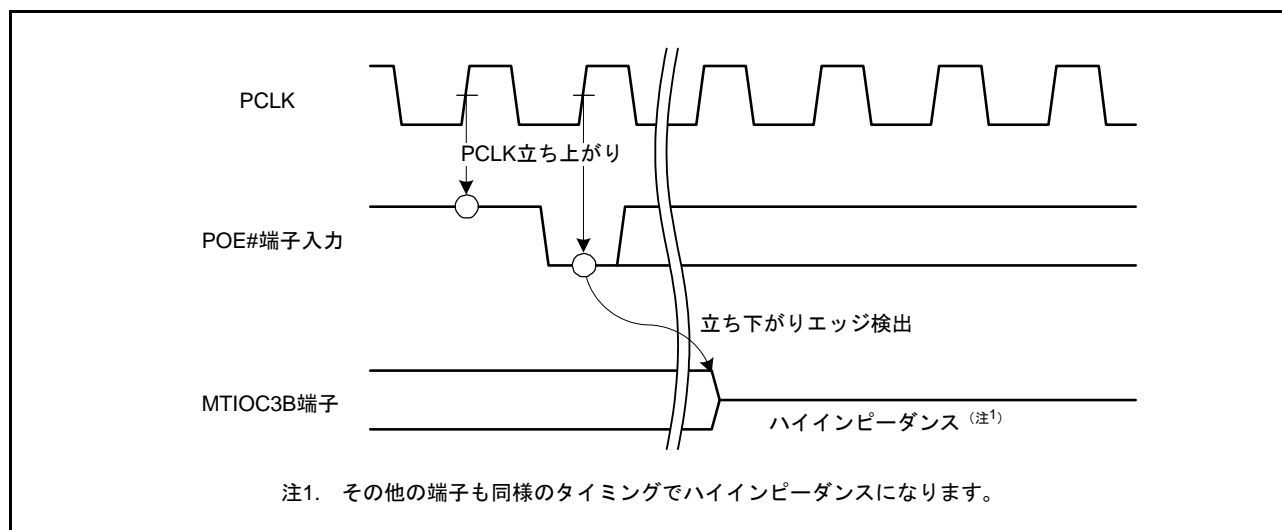 PCLK
PCLK立ち上がり
POE#端子入力
立ち下がりエッジ検出
MTIOC3B端子
ハイインピーダンス（注1）
注1. その他の端子も同様のタイミングでハイインピーダンスになります。